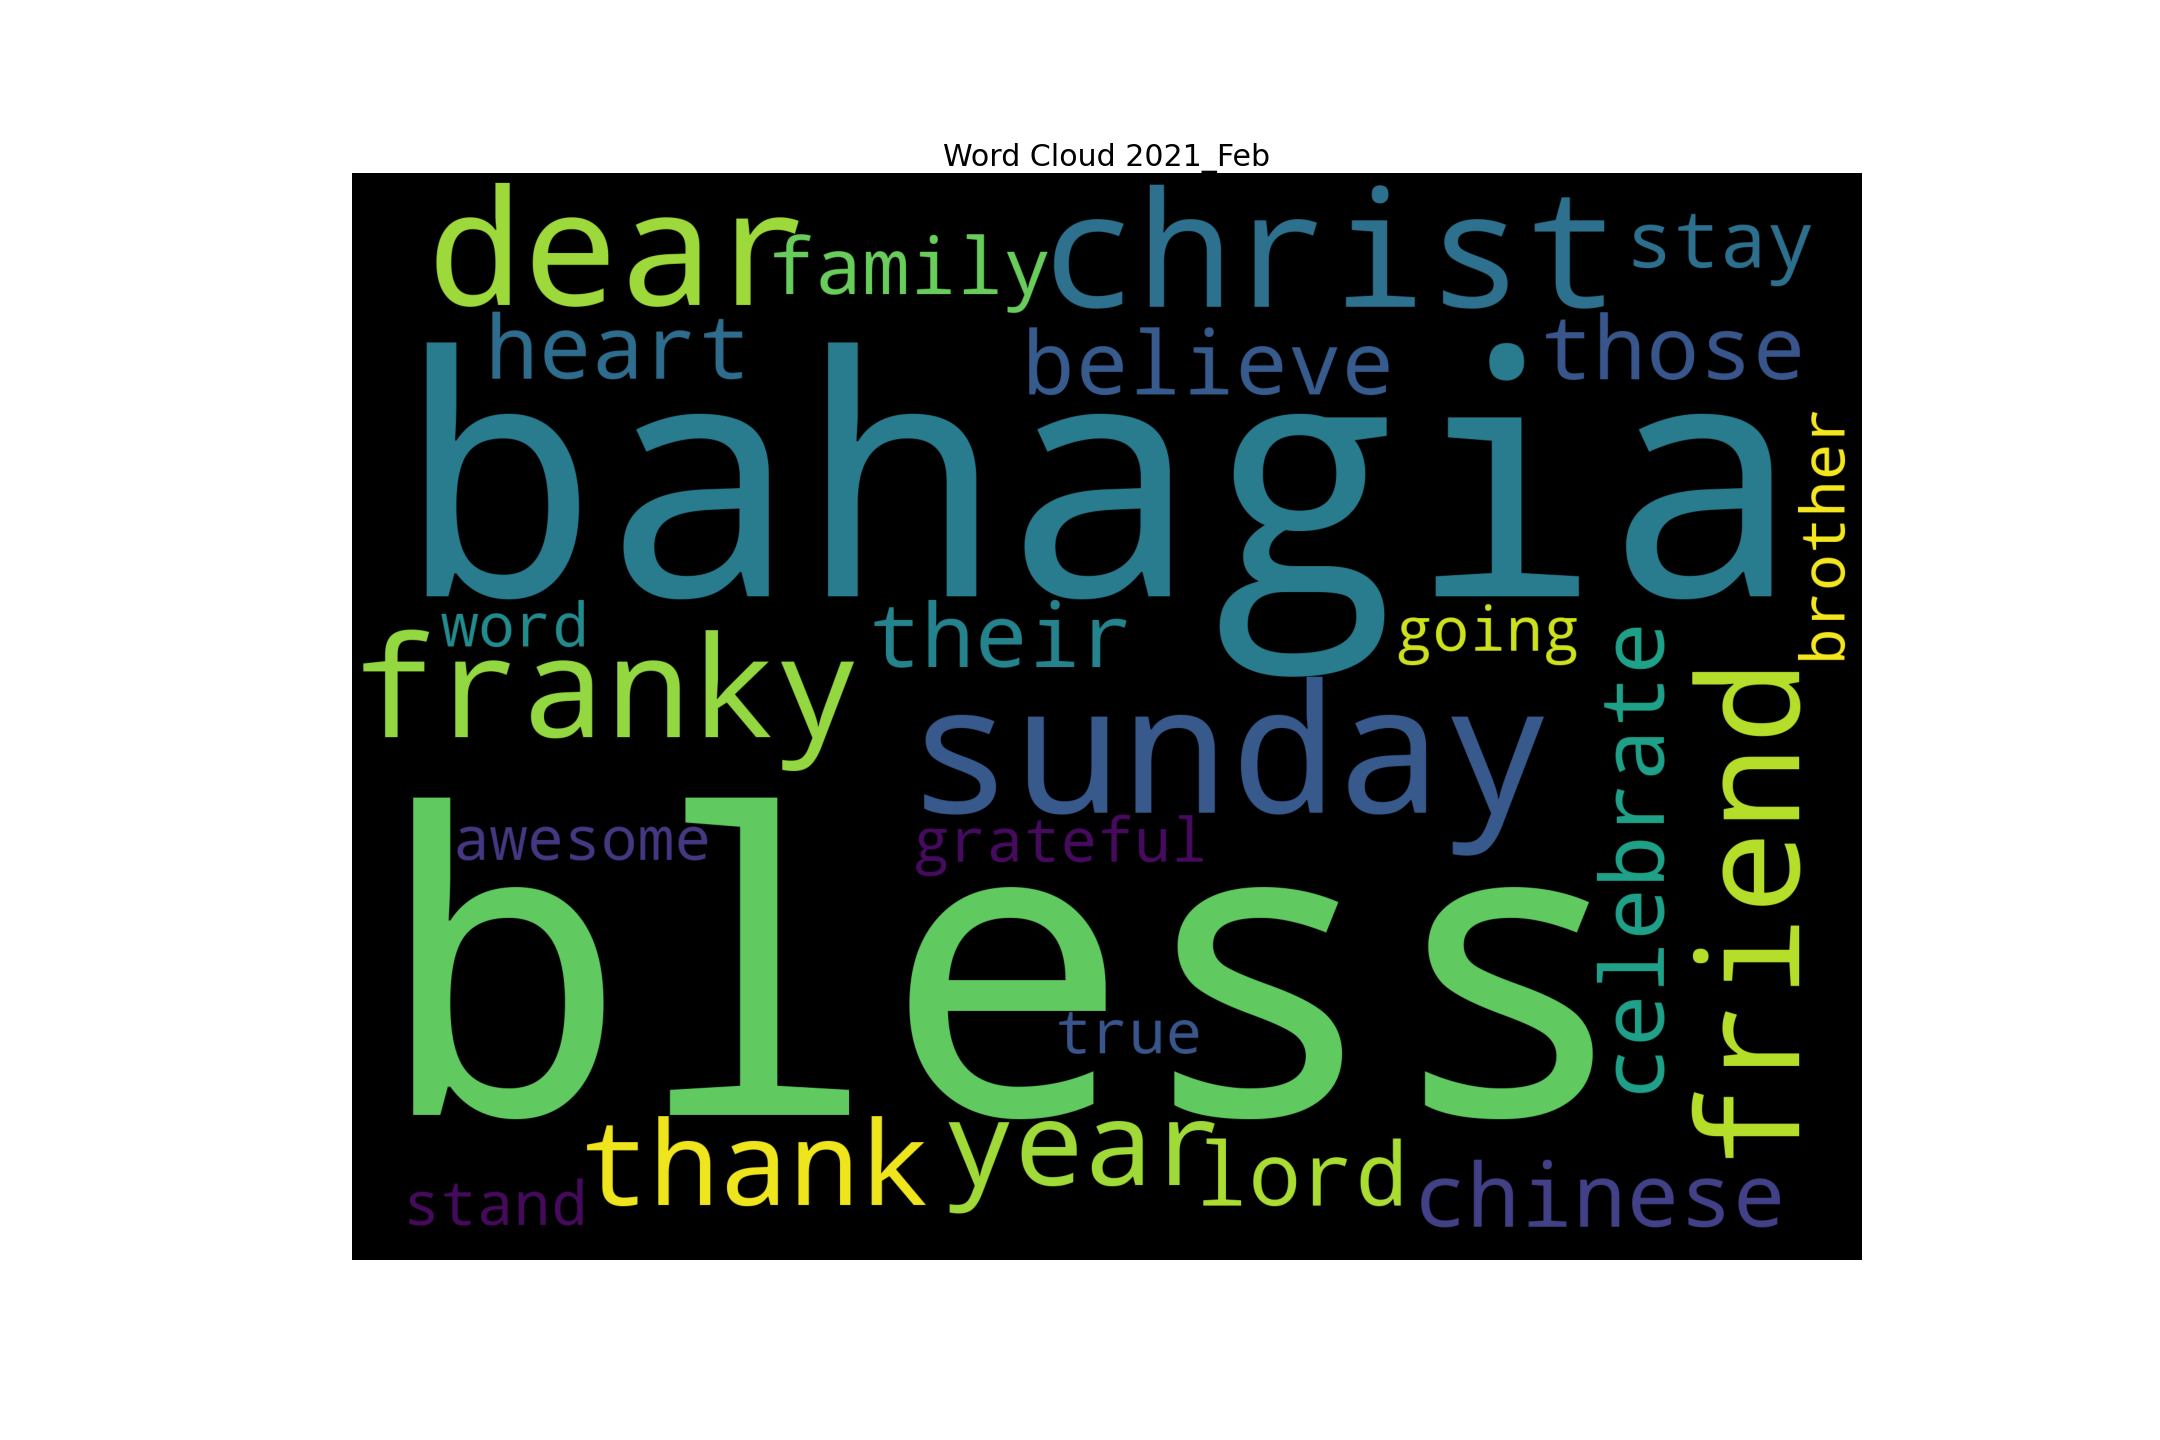 Word Cloud 2021_Feb
dear family christ stay
heart believe those
bahagia
brother
word their going
franky sunday
celebrate
friend
awesome grateful
bless
true
thank year lord
stand chinese